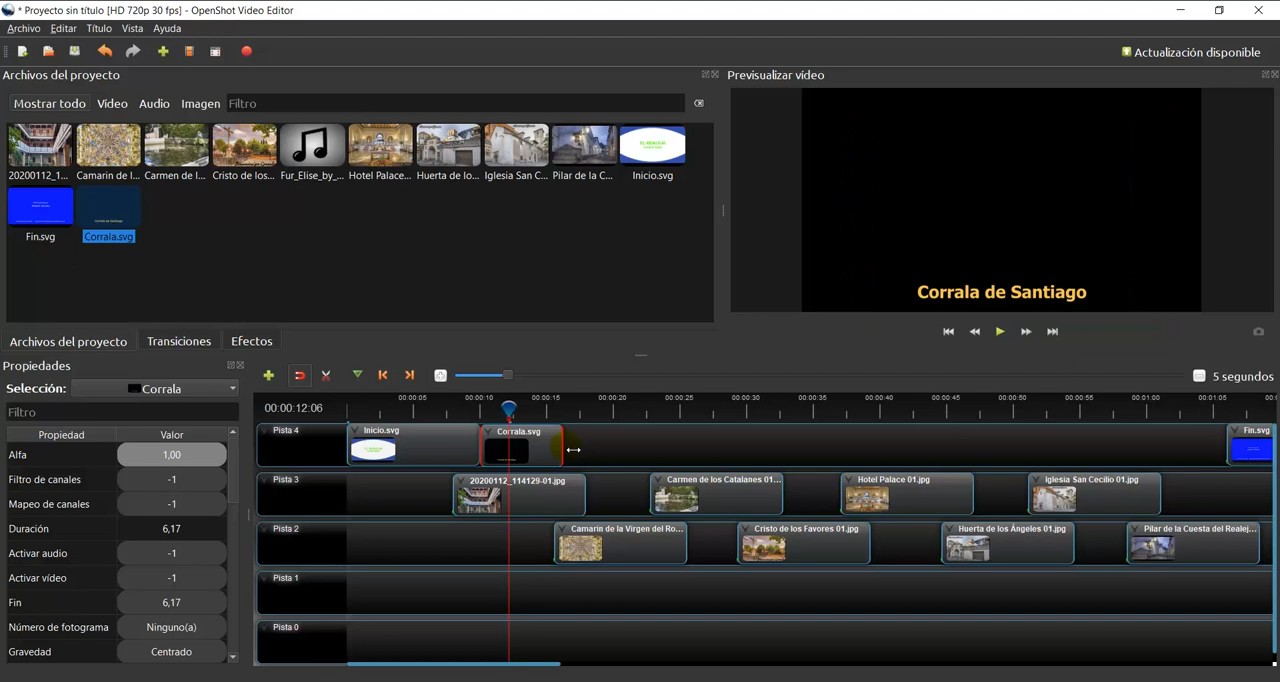 * Proyecto sin título [HD 720p 30 fps] - OpenShot Video Editor
Archivo Editar Título Vista Ayuda
Actualización disponible
Archivos del proyecto
Previsualizar vídeo
Mostrar todo Vídeo Audio Imagen Filtro
20200112_1... Camarin de l... Carmen de l... Cristo de los... Fur_Elise_by_... Hotel Palace... Huerta de lo... Iglesia San C... Pilar de la C... Inicio.svg
Fin.svg Corrala.svg
Corrala de Santiago
Archivos del proyecto Transiciones Efectos
Propiedades
Selección: Corrala
Filtro
Propiedad Valor
Alfa 1,00
Filtro de canales -1
Mapeo de canales -1
Duración 6,17
Activar audio -1
Activar vídeo -1
Fin 6,17
Número de fotograma Ninguno(a)
Gravedad Centrado
5 segundos
00:00:12:06
00:00:05 00:00:10 00:00:15 00:00:20 00:00:25 00:00:30 00:00:35 00:00:40 00:00:45 00:00:50 00:00:55 00:01:00 00:01:05
Pista 4 Inicio.svg Corrala.svg Fin.svg
Pista 3 20200112_114129-01.jpg Carmen de los Catalanes 01... Hotel Palace 01.jpg Iglesia San Cecilio 01.jpg
Pista 2 Camarin de la Virgen del Ro... Cristo de los Favores 01.jpg Huerta de los Ángeles 01.jpg Pilar de la Cuesta del Realej...
Pista 1
Pista 0